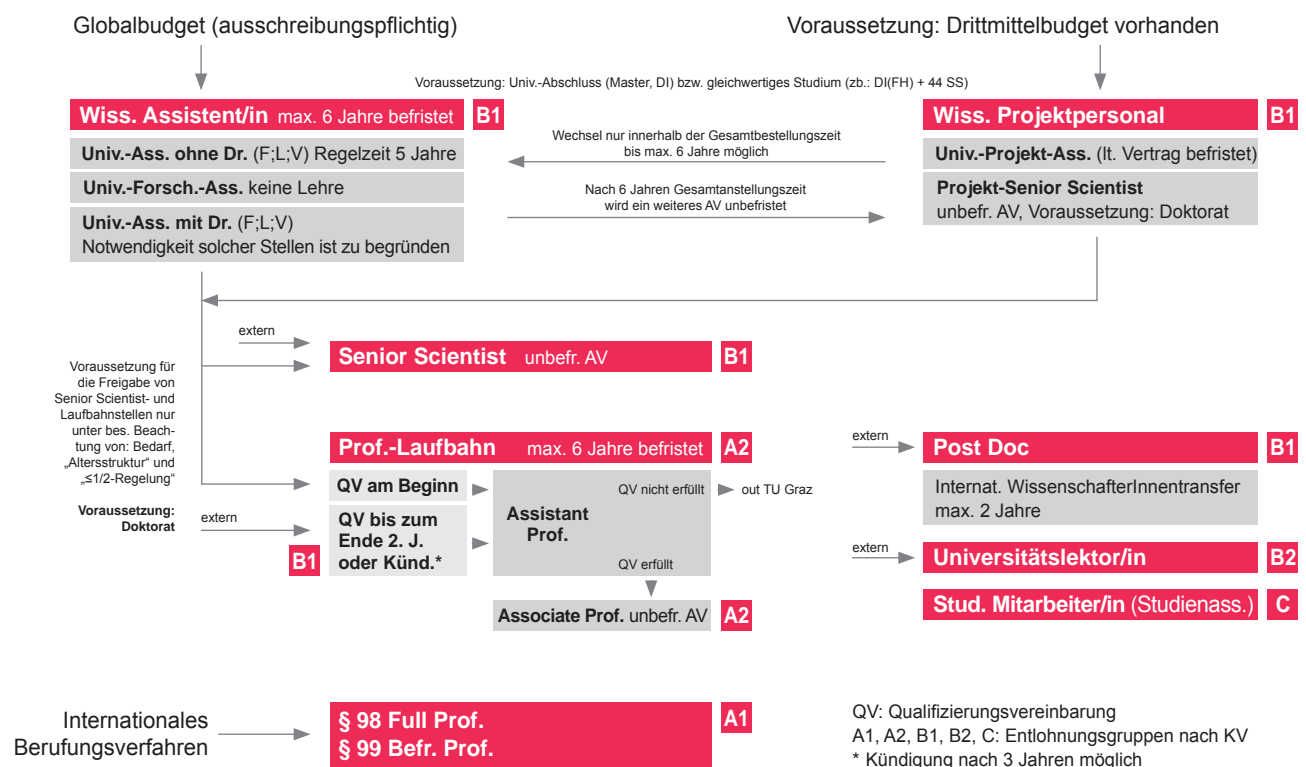 Globalbudget (ausschreibungspflichtig)
Voraussetzung: Drittmittelbudget vorhanden
Voraussetzung: Univ.-Abschluss (Master, DI) bzw. gleichwertiges Studium (zb.: DI(FH) + 44 SS)
Wiss. Assistent/in max. 6 Jahre befristet B1
Univ.-Ass. ohne Dr. (F;L;V) Regelzeit 5 Jahre
Univ.-Forsch.-Ass. keine Lehre
Univ.-Ass. mit Dr. (F;L;V)
Notwendigkeit solcher Stellen ist zu begründen
Wechsel nur innerhalb der Gesamtbestellungszeit
bis max. 6 Jahre möglich
Nach 6 Jahren Gesamtanstellungszeit
wird ein weiteres AV unbefristet
Wiss. Projektpersonal B1
Univ.-Projekt-Ass. (lt. Vertrag befristet)
Projekt-Senior Scientist
unbefr. AV, Voraussetzung: Doktorat
extern
Senior Scientist unbefr. AV B1
Voraussetzung für
die Freigabe von
Senior Scientist- und
Laufbahnstellen nur
unter bes. Beach-
tung von: Bedarf,
„Altersstruktur“ und
„≤1/2-Regelung“
Voraussetzung:
Doktorat
extern
Prof.-Laufbahn max. 6 Jahre befristet A2
QV am Beginn
QV bis zum
Ende 2. J.
oder Künd.*
B1
Assistant
Prof.
QV nicht erfüllt
out TU Graz
QV erfüllt
Associate Prof. unbefr. AV A2
extern
Post Doc B1
Internat. WissenschafterInnentransfer
max. 2 Jahre
extern
Universitätslektor/in B2
Stud. Mitarbeiter/in (Studienass.) C
Internationales
Berufungsverfahren
§ 98 Full Prof. A1
§ 99 Befr. Prof.
QV: Qualifizierungsvereinbarung
A1, A2, B1, B2, C: Entlohnungsgruppen nach KV
* Kündigung nach 3 Jahren möglich